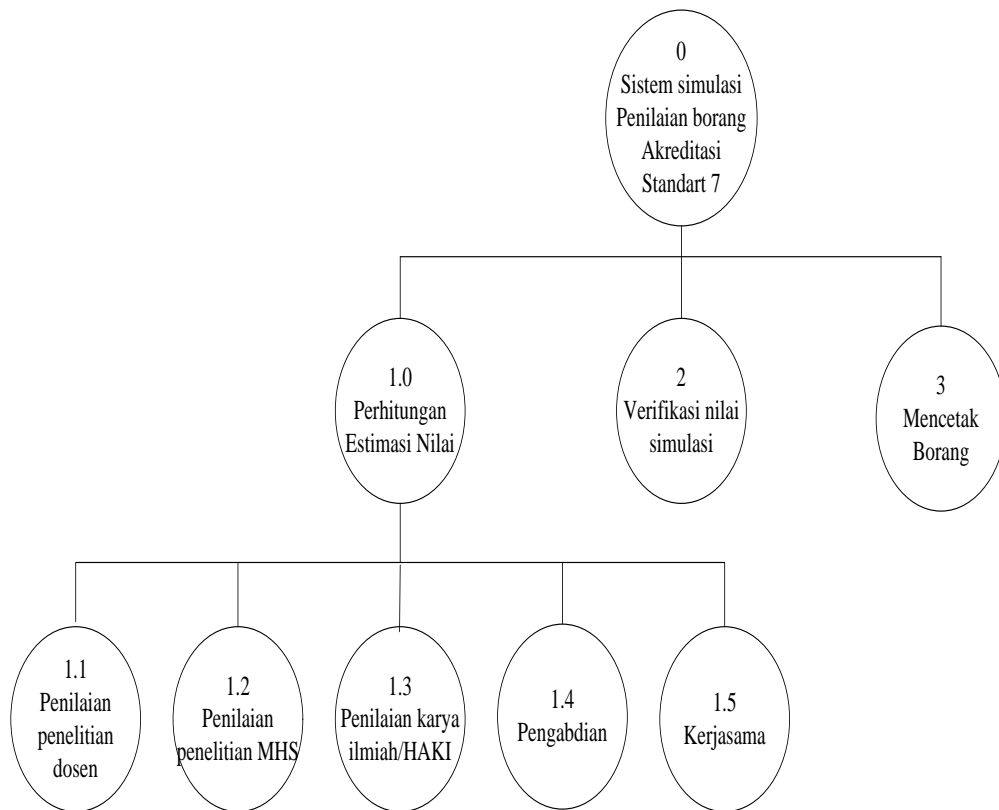 0
Sistem simulasi
Penilaian borang
Akreditasi
Standart 7
1.0
Perhitungan
Estimasi Nilai
2
Verifikasi nilai
simulasi
3
Mencetak
Borang
1.1
Penilaian
penelitian
dosen
1.2
Penilaian
penelitian MHS
1.3
Penilaian karya
ilmiah/HAKI
1.4
Pengabdian
1.5
Kerjasama